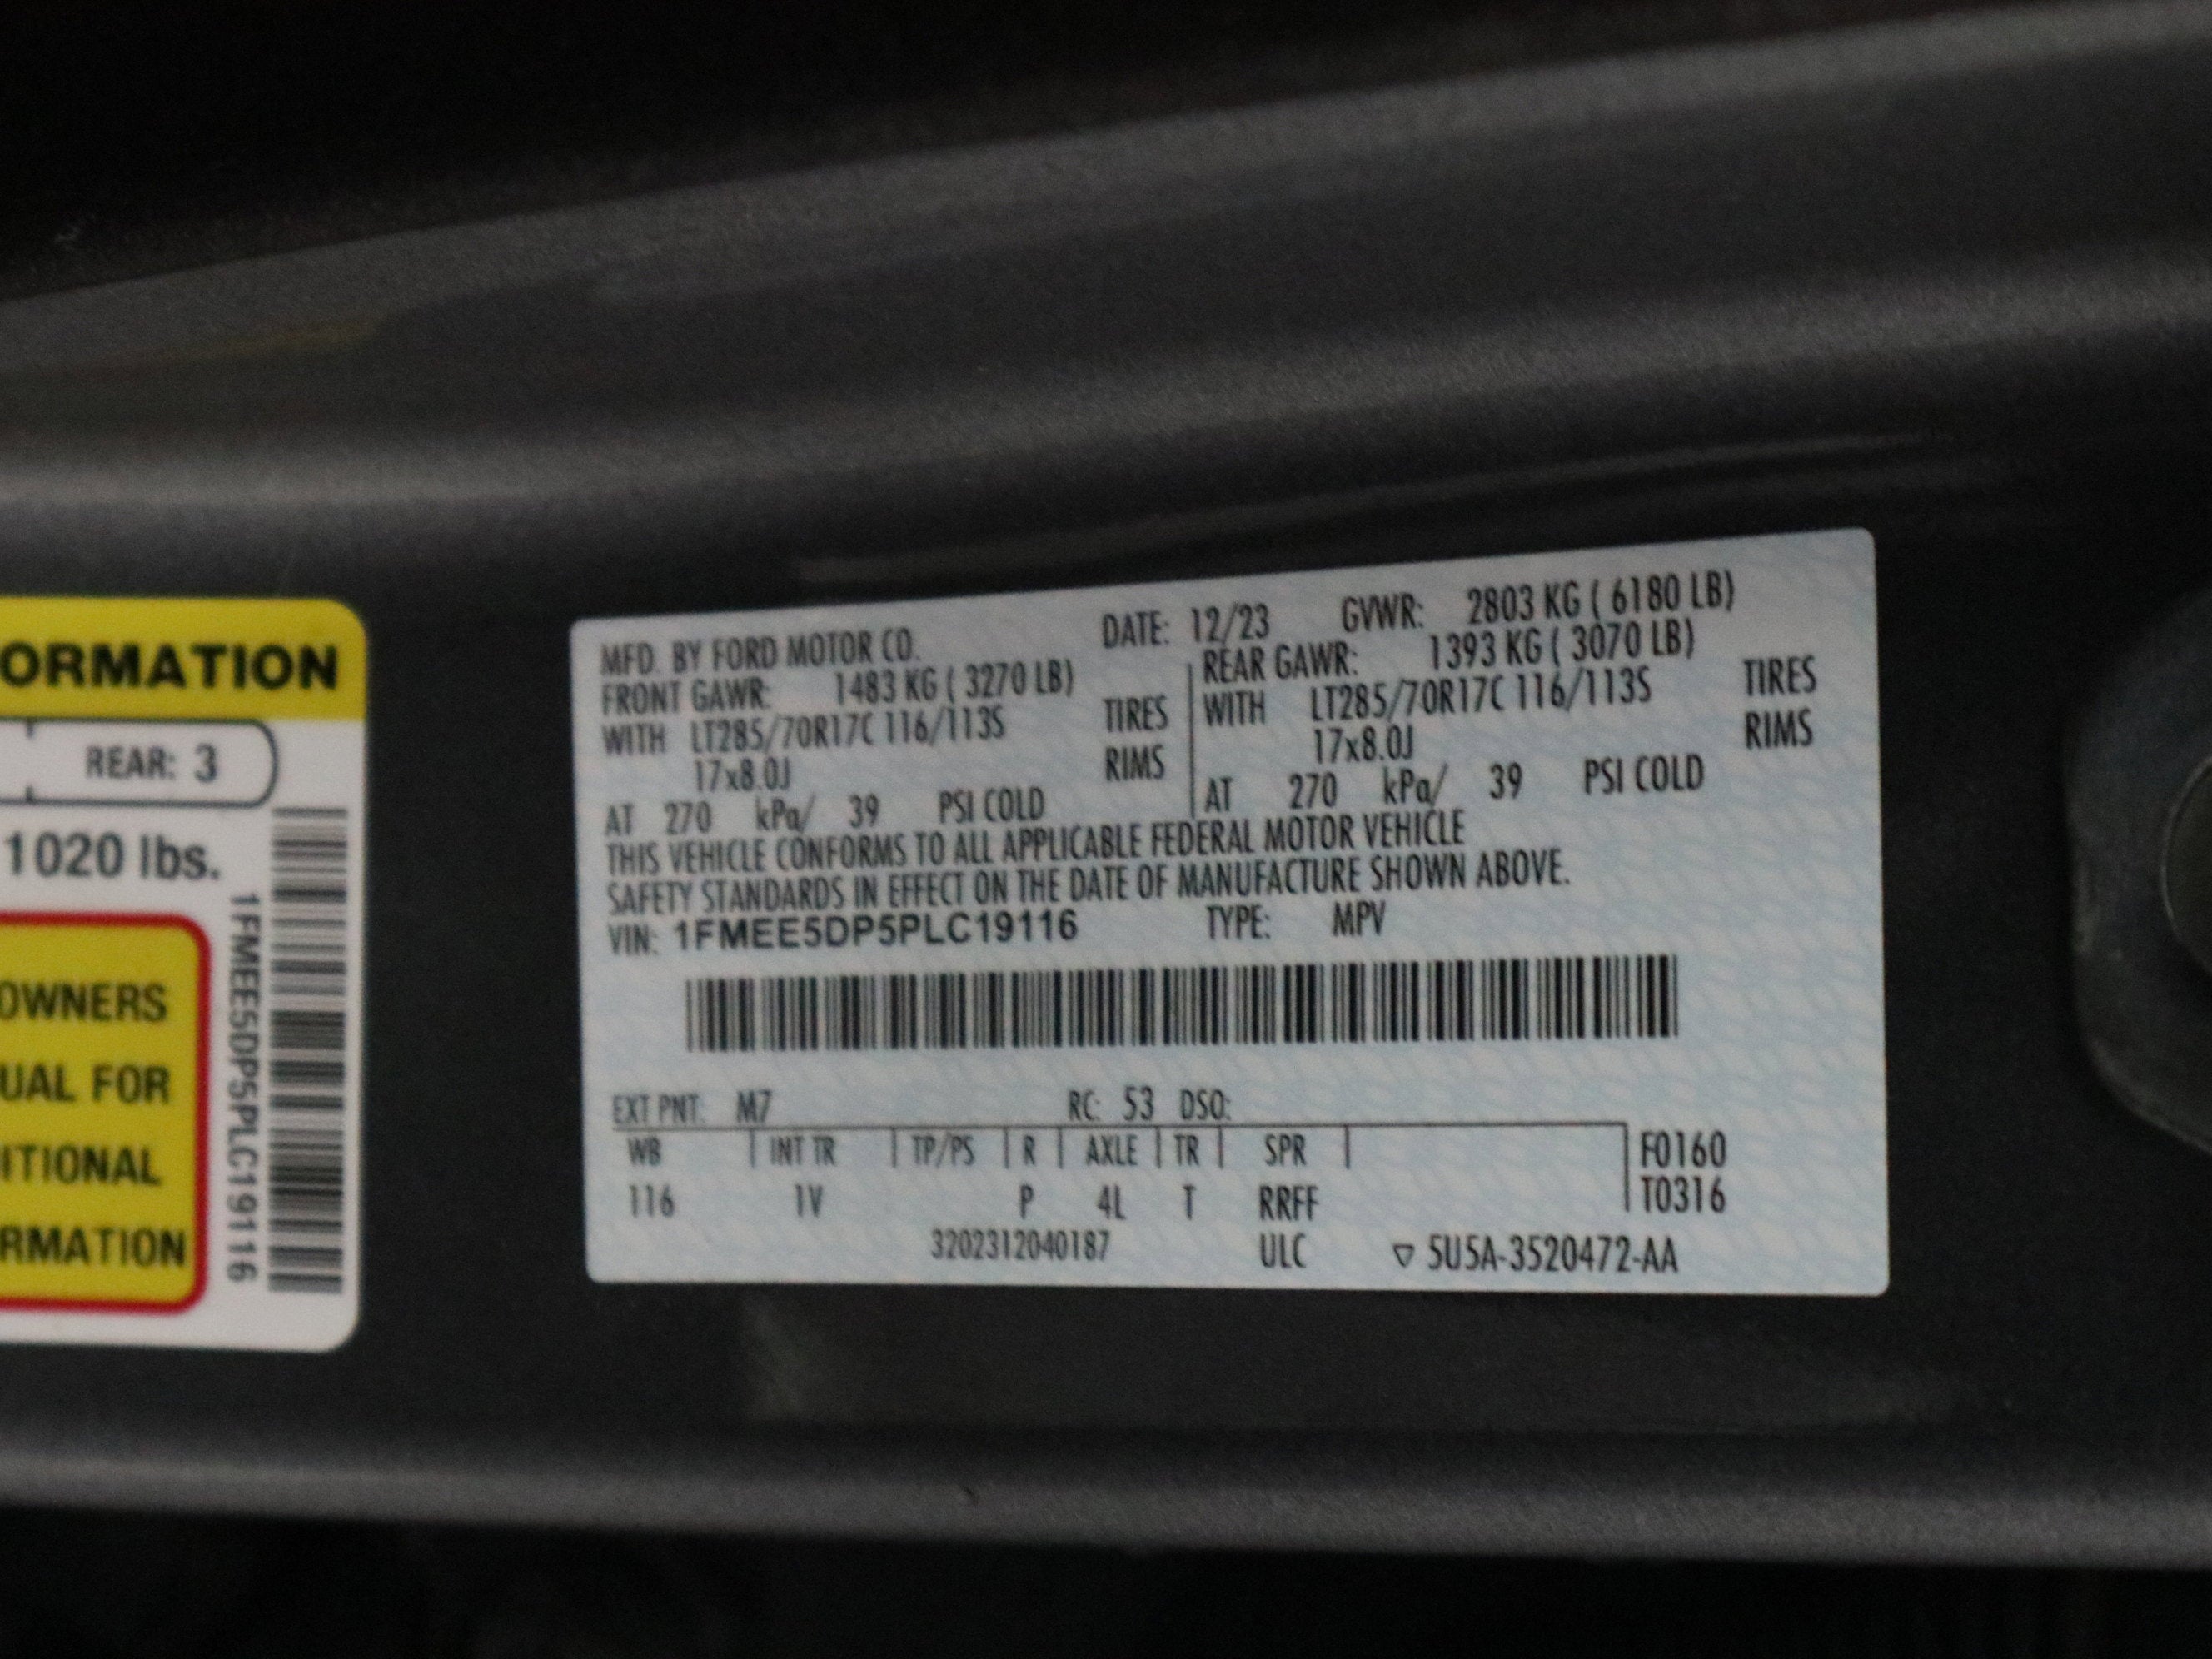 ORMATION
REAR: 3
1020 lbs.
OWNERS
UAL FOR
ITIONAL
RMATION
1FMEE5DP5PLC19116
MFD. BY FORD MOTOR CO. DATE: 12/23 GVWR: 2803 KG ( 6180 LB)
FRONT GAWR: 1483 KG ( 3270 LB) REAR GAWR: 1393 KG ( 3070 LB)
WITH LT285/70R17C 116/113S TIRES WITH LT285/70R17C 116/113S TIRES
17x8.0J RIMS 17x8.0J RIMS
AT 270 kPa/ 39 PSI COLD AT 270 kPa/ 39 PSI COLD
THIS VEHICLE CONFORMS TO ALL APPLICABLE FEDERAL MOTOR VEHICLE
SAFETY STANDARDS IN EFFECT ON THE DATE OF MANUFACTURE SHOWN ABOVE.
VIN: 1FMEE5DP5PLC19116 TYPE: MPV
EXT PNT: M7 RC: 53 DSO:
WB INT TR TP/PS R AXLE TR SPR F0160
116 1V P 4L T RRFF T0316
3202312040187 ULC ▽ 5U5A-3520472-AA